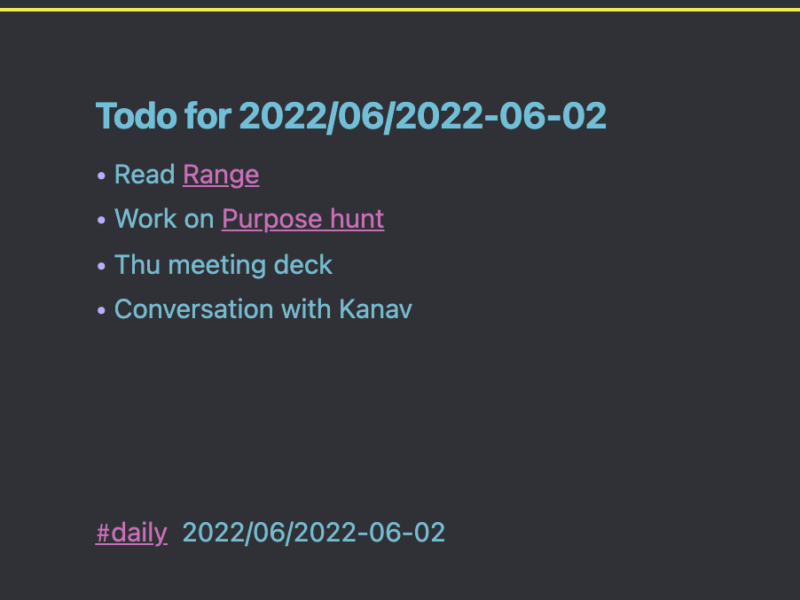 Todo for 2022/06/2022-06-02
• Read Range
• Work on Purpose hunt
• Thu meeting deck
• Conversation with Kanav
#daily 2022/06/2022-06-02